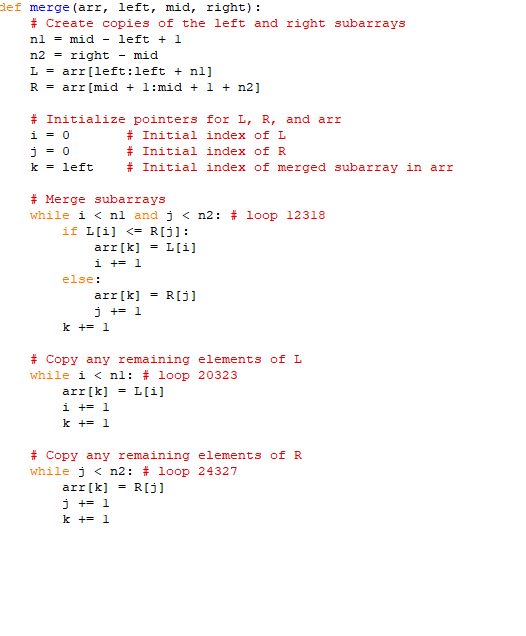 def merge(arr, left, mid, right):
    # Create copies of the left and right subarrays
    n1 = mid - left + 1
    n2 = right - mid
    L = arr[left:left + n1]
    R = arr[mid + 1:mid + 1 + n2]

    # Initialize pointers for L, R, and arr
    i = 0       # Initial index of L
    j = 0       # Initial index of R
    k = left    # Initial index of merged subarray in arr

    # Merge subarrays
    while i < n1 and j < n2: # loop 12318
        if L[i] <= R[j]:
            arr[k] = L[i]
            i += 1
        else:
            arr[k] = R[j]
            j += 1
        k += 1

    # Copy any remaining elements of L
    while i < n1: # loop 20323
        arr[k] = L[i]
        i += 1
        k += 1

    # Copy any remaining elements of R
    while j < n2: # loop 24327
        arr[k] = R[j]
        j += 1
        k += 1